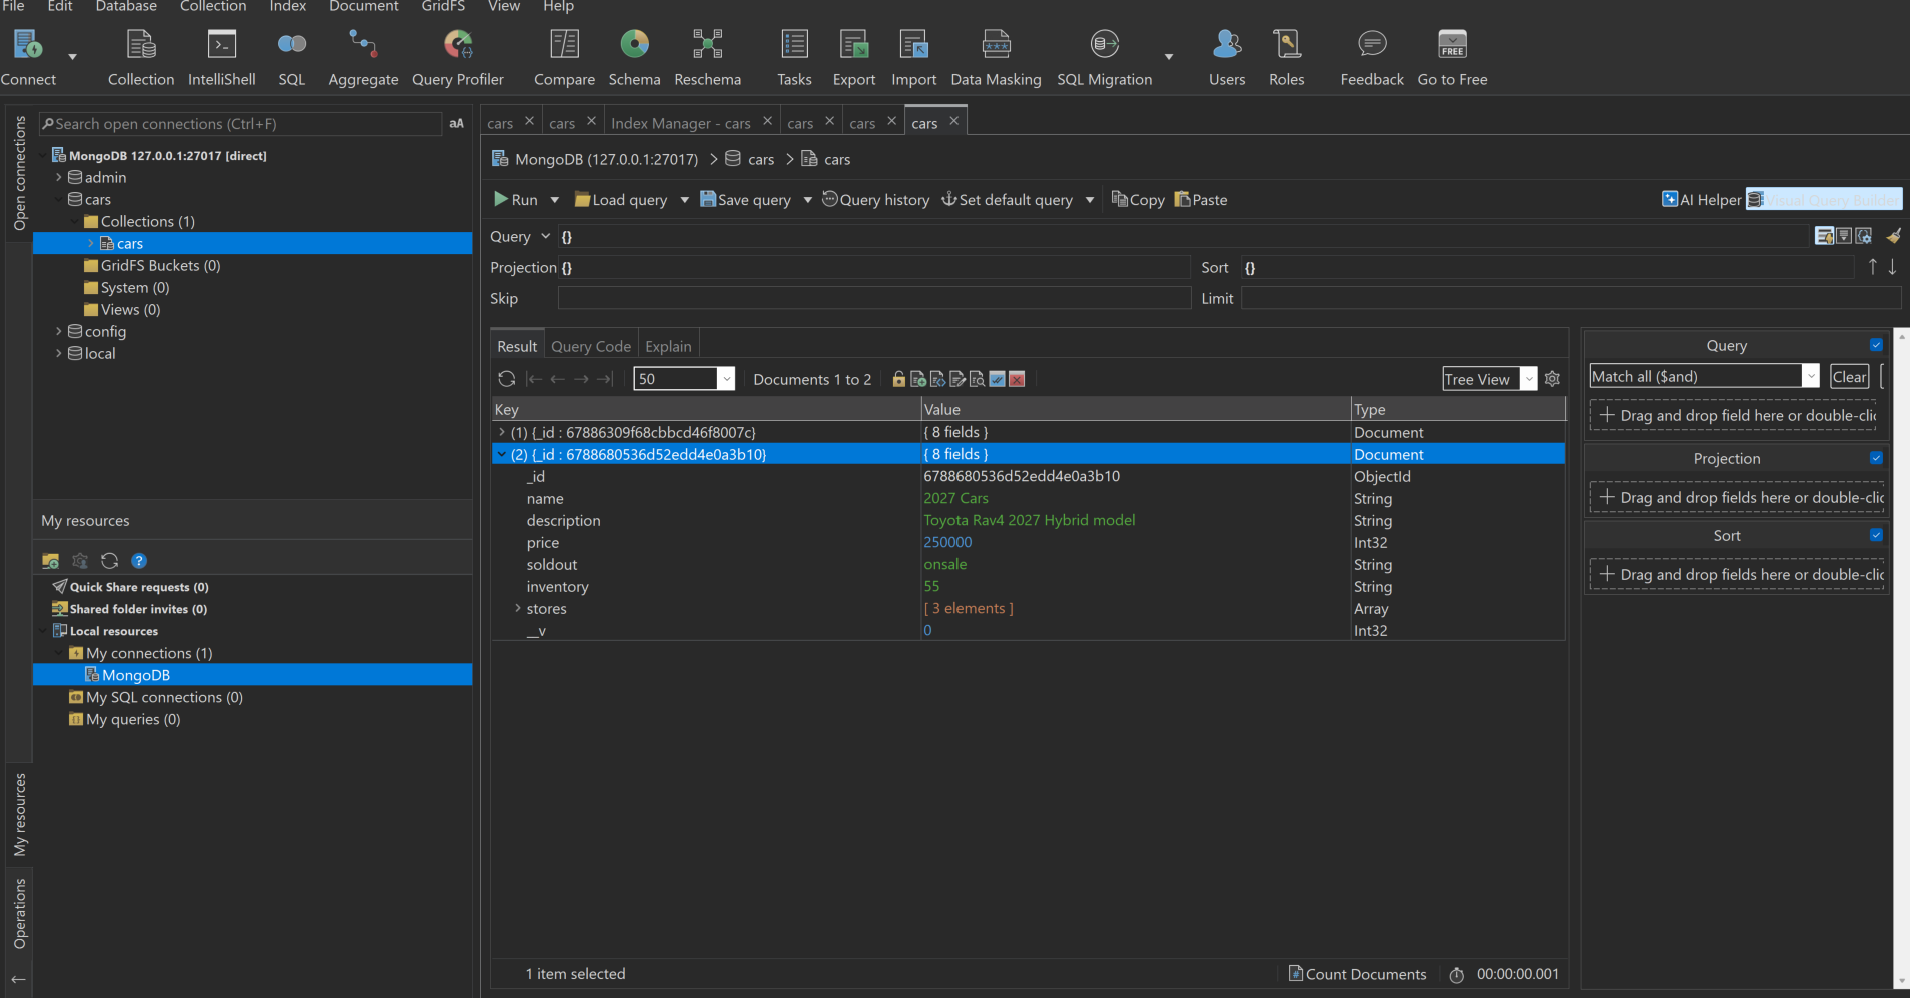 File Edit Database Collection Index Document GridFS View Help
Connect Collection IntelliShell SQL Aggregate Query Profiler Compare Schema Reschema Tasks Export Import Data Masking SQL Migration Users Roles Feedback Go to Free
FREE
Open connections
Search open connections (Ctrl+F)
aA
MongoDB 127.0.0.1:27017 [direct]
admin
cars
Collections (1)
cars
GridFS Buckets (0)
System (0)
Views (0)
config
local
My resources
Quick Share requests (0)
Shared folder invites (0)
Local resources
My connections (1)
MongoDB
My SQL connections (0)
My queries (0)
My resources
Operations
cars cars Index Manager - cars cars cars cars
MongoDB (127.0.0.1:27017) cars cars
Run Load query Save query Query history Set default query Copy Paste AI Helper Visual Query Builder
Query {}
Projection {} Sort {}
Skip Limit
Result Query Code Explain
50 Documents 1 to 2 Tree View
Key Value Type
(1) {_id : 67886309f68cbbcd46f8007c} { 8 fields } Document
(2) {_id : 6788680536d52edd4e0a3b10} { 8 fields } Document
_id 6788680536d52edd4e0a3b10 ObjectId
name 2027 Cars String
description Toyota Rav4 2027 Hybrid model String
price 250000 Int32
soldout onsale String
inventory 55 String
stores [ 3 elements ] Array
__v 0 Int32
1 item selected Count Documents 00:00:00.001
Query
Match all ($and) Clear
Drag and drop field here or double-clic
Projection
Drag and drop fields here or double-clic
Sort
Drag and drop fields here or double-clic